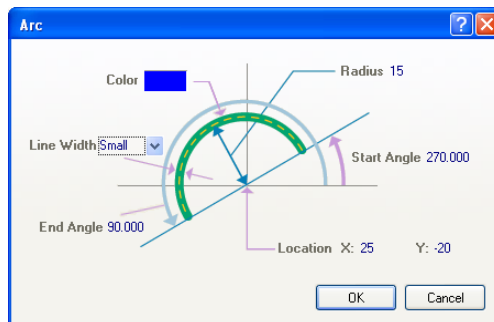 Arc
Color
Radius 15
Line Width Small
Start Angle 270.000
End Angle 90.000
Location X: 25 Y: -20
OK
Cancel